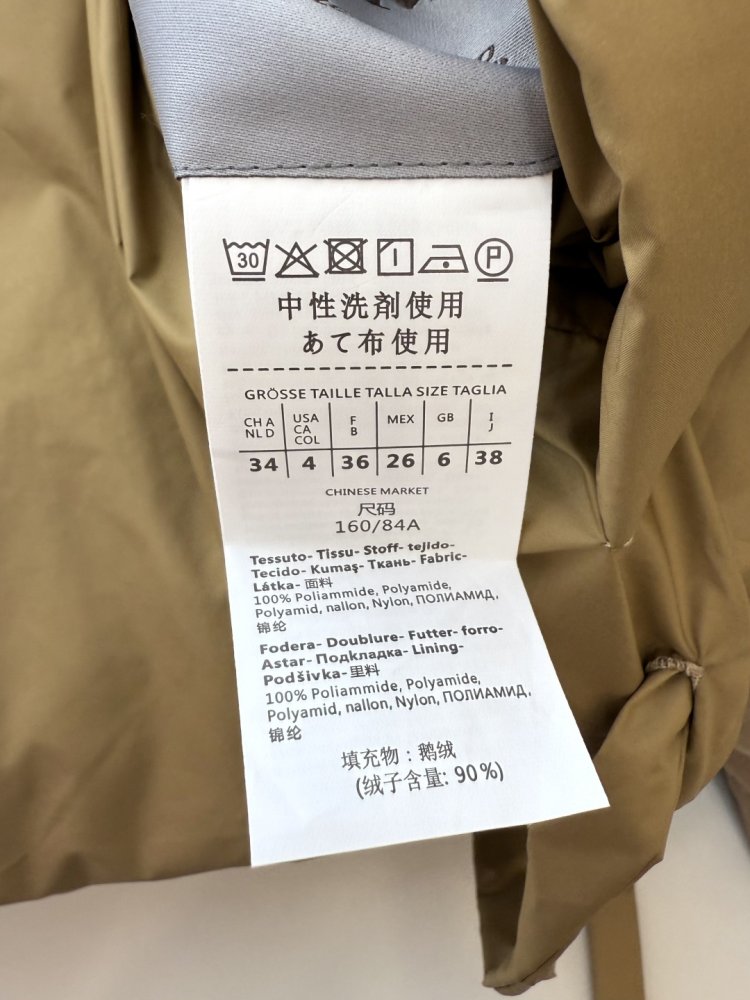 30 P
中性洗剤使用
あて布使用
GRÖSSE TAILLE TALLA SIZE TAGLIA
CH A NL D USA CA COL F B MEX GB I J
34 4 36 26 6 38
CHINESE MARKET
尺码
160/84A
Tessuto- Tissu- Stoff- tejido-
Tecido- Kumaş- Ткань- Fabric-
Látka- 面料
100% Poliammide, Polyamide,
Polyamid, nallon, Nylon, ПОЛИАМИД,
锦纶
Fodera- Doublure- Futter- forro-
Astar- Подкладка- Lining-
Podšivka- 里料
100% Poliammide, Polyamide,
Polyamid, nallon, Nylon, ПОЛИАМИД,
锦纶
填充物：鹅绒
(绒子含量: 90%)